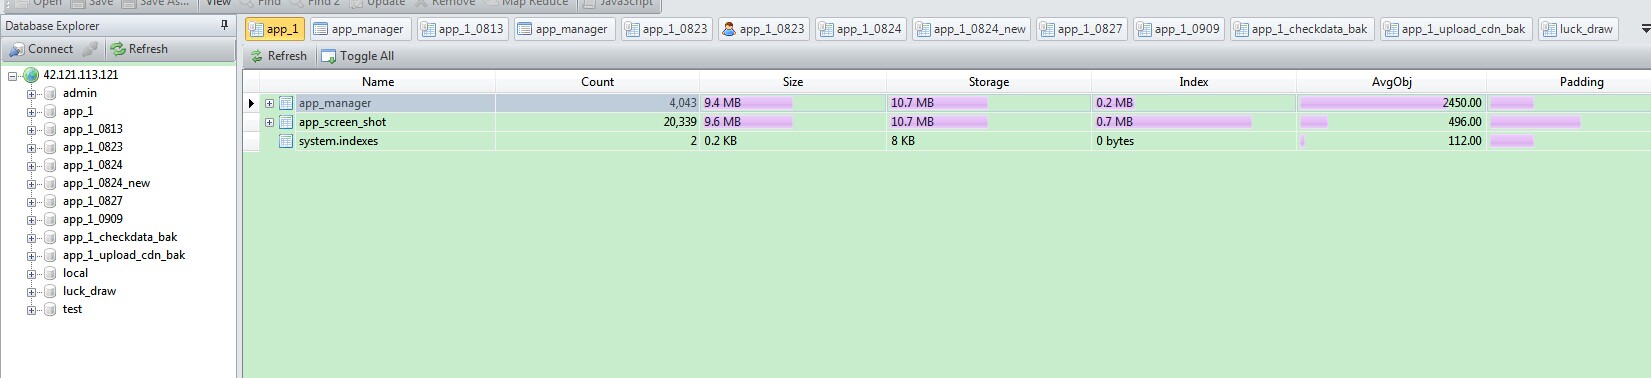 Open Save Save As... View Find Find 2 Update Remove Map Reduce JavaScript
Database Explorer
Connect Refresh
42.121.113.121
admin
app_1
app_1_0813
app_1_0823
app_1_0824
app_1_0824_new
app_1_0827
app_1_0909
app_1_checkdata_bak
app_1_upload_cdn_bak
local
luck_draw
test
app_1 app_manager app_1_0813 app_manager app_1_0823 app_1_0823 app_1_0824 app_1_0824_new app_1_0827 app_1_0909 app_1_checkdata_bak app_1_upload_cdn_bak luck_draw
Refresh Toggle All
Name Count Size Storage Index AvgObj Padding
app_manager 4,043 9.4 MB 10.7 MB 0.2 MB 2450.00
app_screen_shot 20,339 9.6 MB 10.7 MB 0.7 MB 496.00
system.indexes 2 0.2 KB 8 KB 0 bytes 112.00